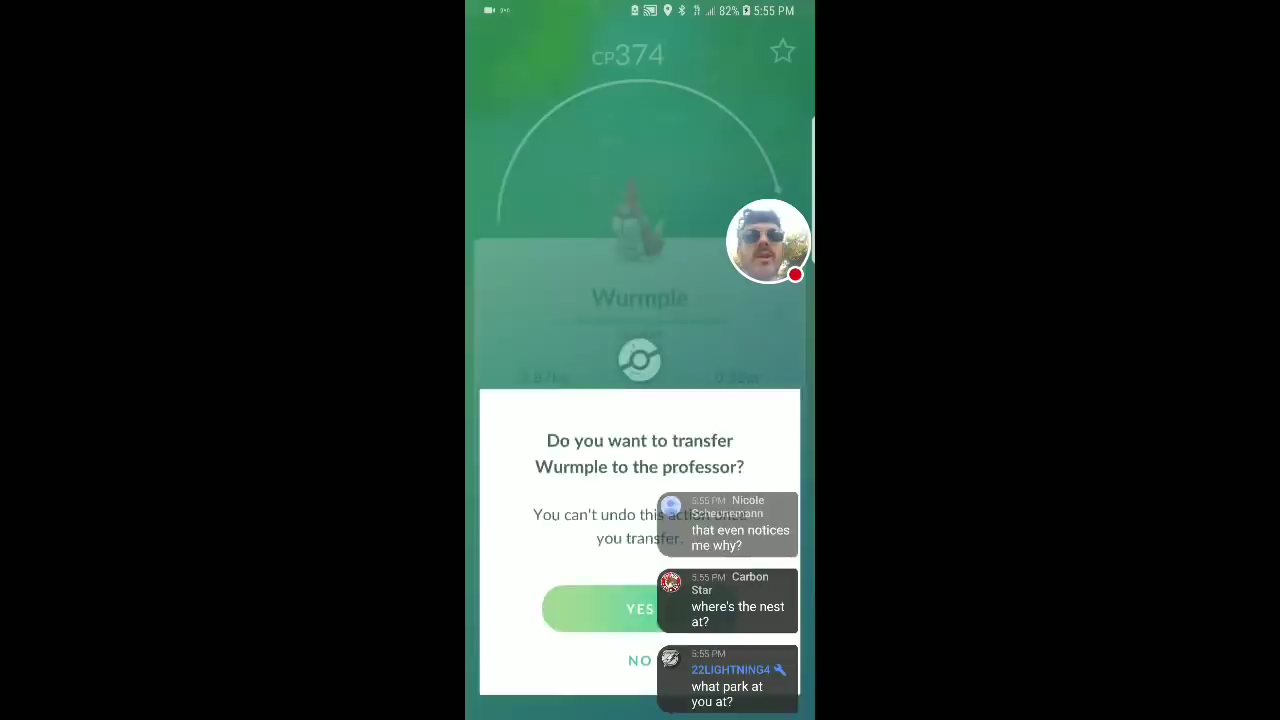 82% 5:55 PM
CP374
Wurmple
Do you want to transfer
Wurmple to the professor?
You can't undo this action once
you transfer.
YES
NO
5:55 PM Nicole
Scheunemann
that even notices
me why?
5:55 PM Carbon
Star
where's the nest
at?
5:55 PM
22LIGHTNING4
what park at
you at?